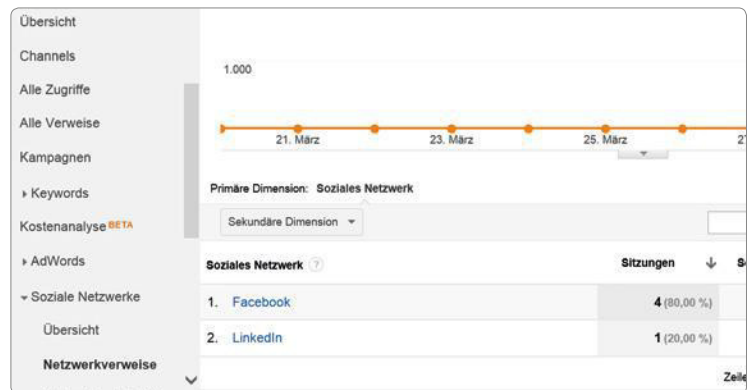 Übersicht
Channels
Alle Zugriffe
Alle Verweise
Kampagnen
Keywords
Kostenanalyse BETA
AdWords
Soziale Netzwerke
Übersicht
Netzwerkverweise
1.000
21. März 23. März 25. März 2
Primäre Dimension: Soziales Netzwerk
Sekundäre Dimension
Soziales Netzwerk ? Sitzungen
1. Facebook 4 (80,00 %)
2. LinkedIn 1 (20,00 %)
Zeile